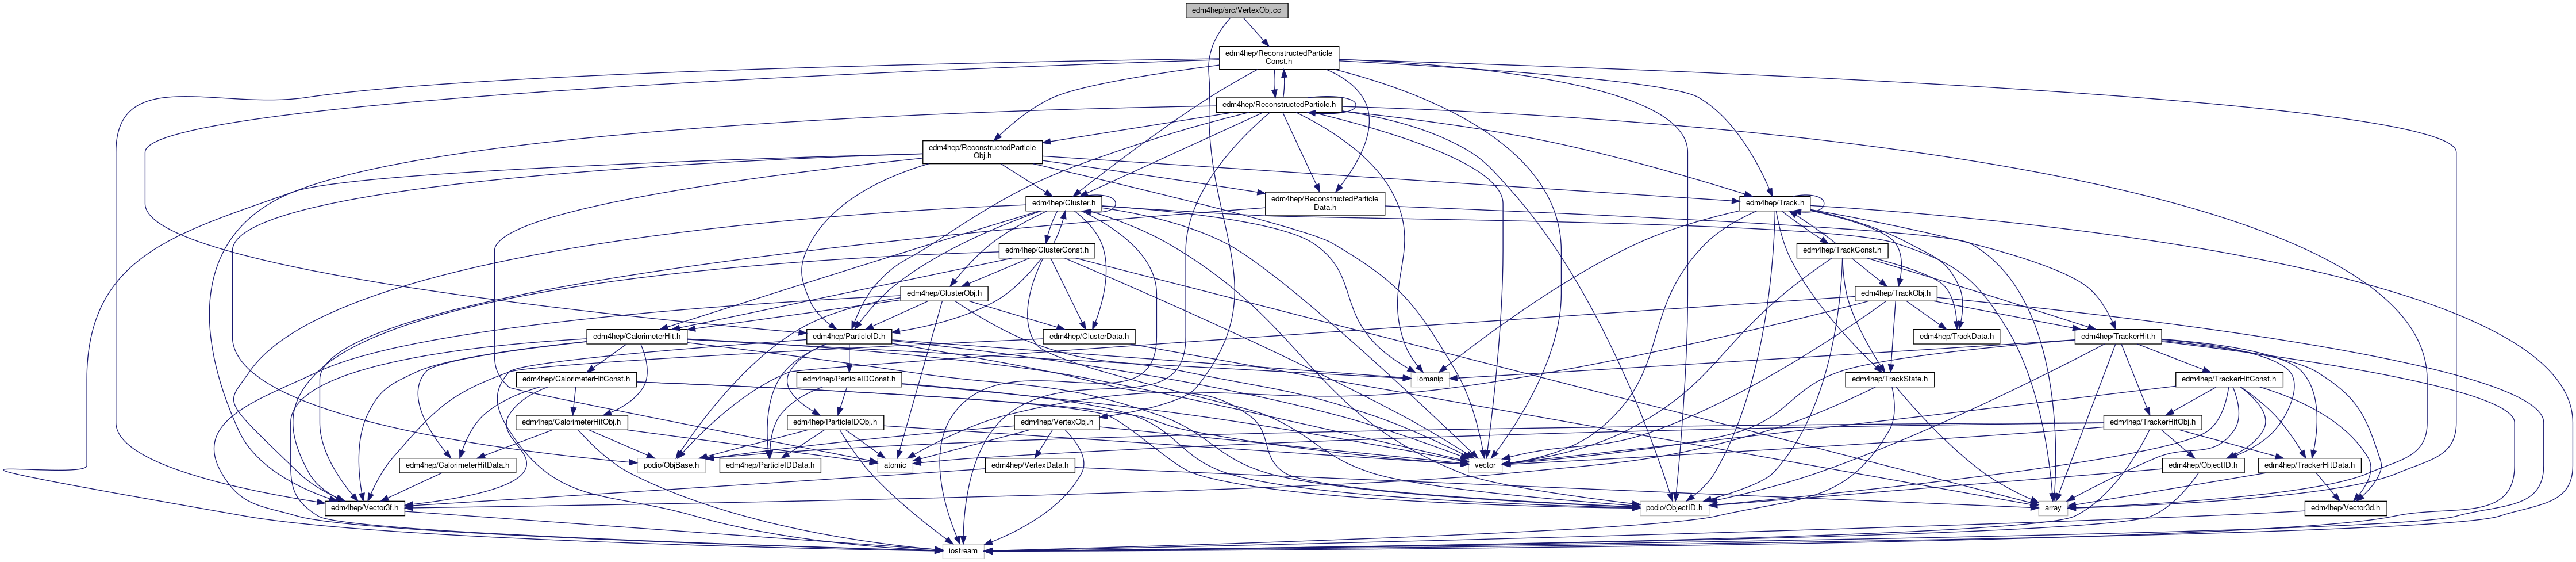 edm4hep/src/VertexObj.cc
edm4hep/ReconstructedParticle
Const.h
edm4hep/ReconstructedParticle.h
edm4hep/ReconstructedParticle
Obj.h
edm4hep/Cluster.h
edm4hep/ReconstructedParticle
Data.h
edm4hep/Track.h
edm4hep/ClusterConst.h
edm4hep/TrackConst.h
edm4hep/ClusterObj.h
edm4hep/TrackObj.h
edm4hep/CalorimeterHit.h
edm4hep/ParticleID.h
edm4hep/ClusterData.h
edm4hep/TrackData.h
edm4hep/TrackerHit.h
edm4hep/CalorimeterHitConst.h
edm4hep/ParticleIDConst.h
iomanip
edm4hep/TrackState.h
edm4hep/TrackerHitConst.h
edm4hep/CalorimeterHitObj.h
edm4hep/ParticleIDObj.h
edm4hep/VertexObj.h
edm4hep/TrackerHitObj.h
edm4hep/CalorimeterHitData.h
podio/ObjBase.h
edm4hep/ParticleIDData.h
atomic
edm4hep/VertexData.h
vector
edm4hep/ObjectID.h
edm4hep/TrackerHitData.h
edm4hep/Vector3f.h
podio/ObjectID.h
array
edm4hep/Vector3d.h
iostream